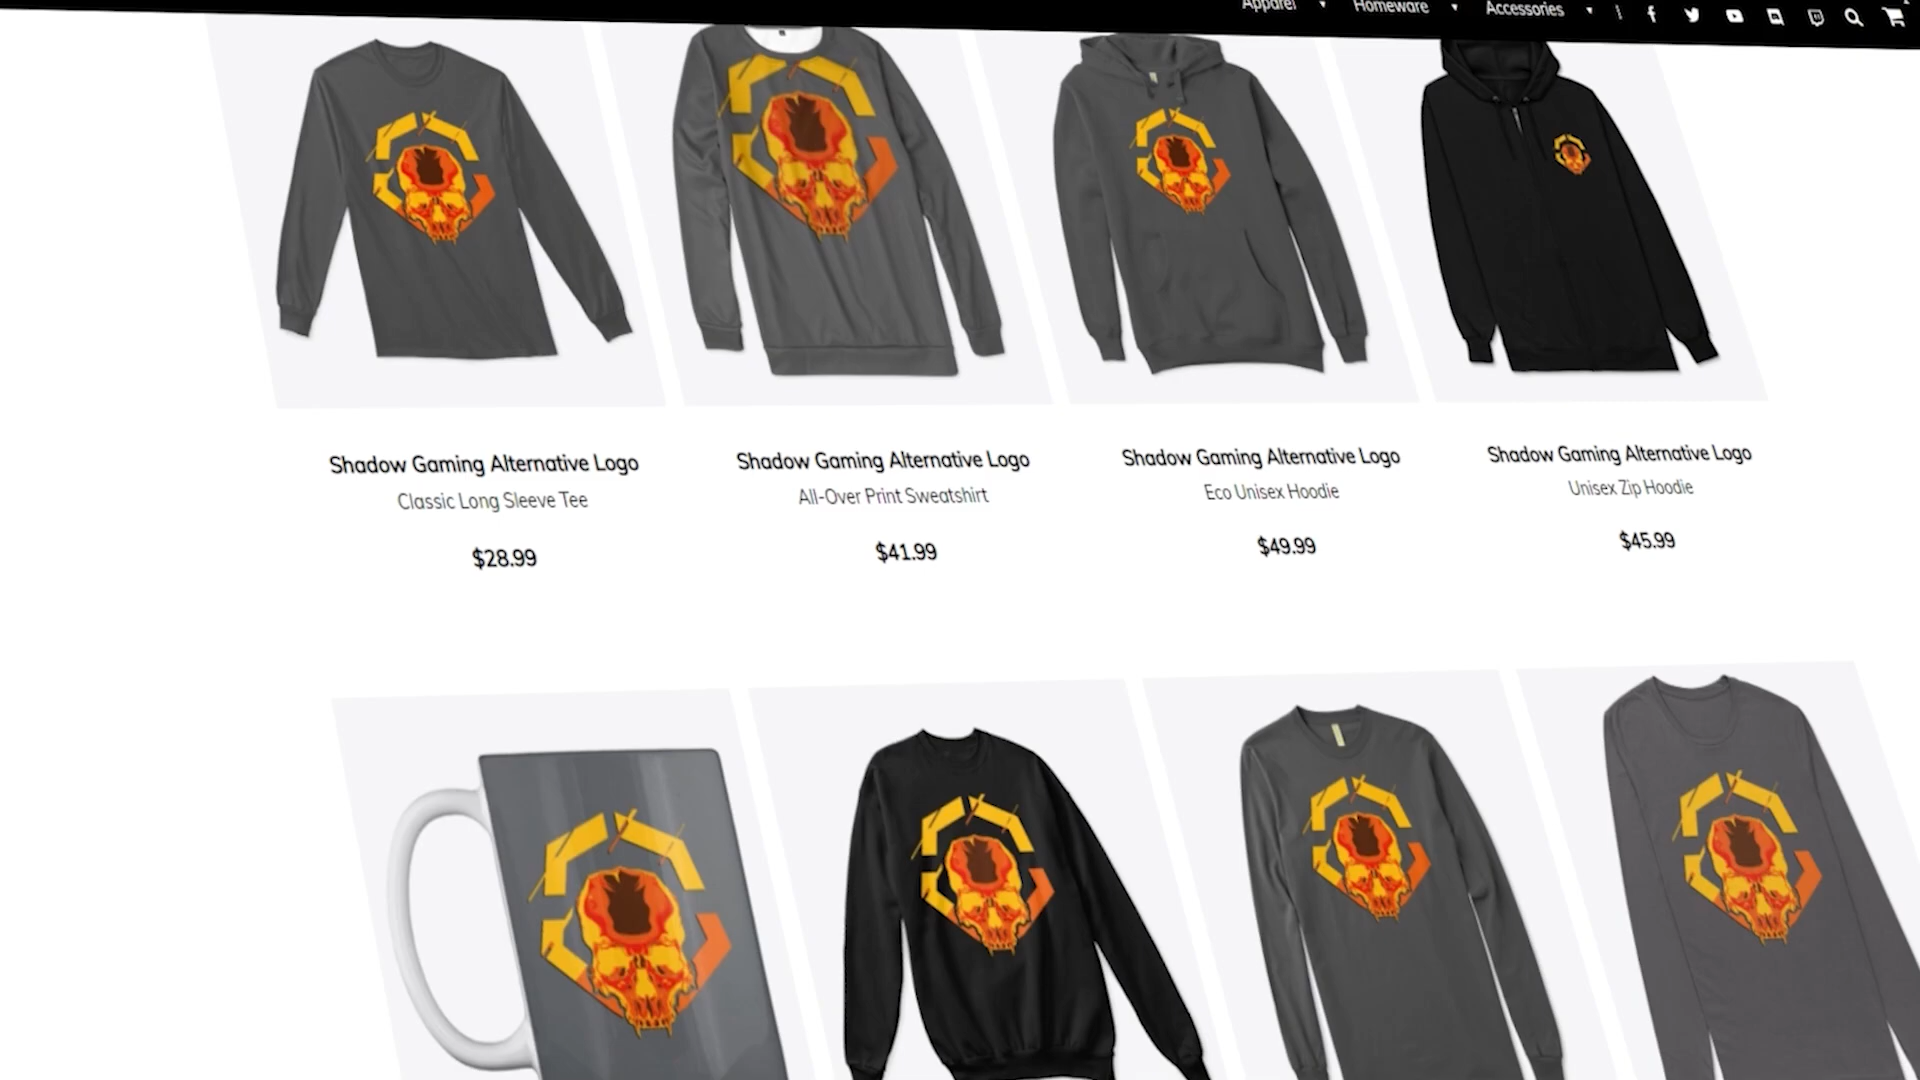 Apparel
Homeware
Accessories
Shadow Gaming Alternative Logo
Classic Long Sleeve Tee
$28.99
Shadow Gaming Alternative Logo
All-Over Print Sweatshirt
$41.99
Shadow Gaming Alternative Logo
Eco Unisex Hoodie
$49.99
Shadow Gaming Alternative Logo
Unisex Zip Hoodie
$45.99